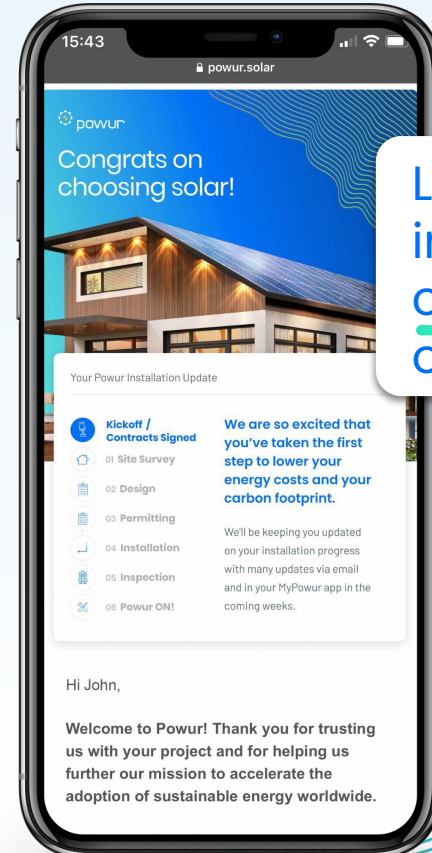 15:43
powur.solar
powur
Congrats on
choosing solar!
Your Powur Installation Update
Kickoff /
Contracts Signed
01 Site Survey
02 Design
03 Permitting
04 Installation
05 Inspection
06 Powur ON!
We are so excited that
you've taken the first
step to lower your
energy costs and your
carbon footprint.
We'll be keeping you updated
on your installation progress
with many updates via email
and in your MyPowur app in the
coming weeks.
Hi John,
Welcome to Powur! Thank you for trusting
us with your project and for helping us
further our mission to accelerate the
adoption of sustainable energy worldwide.